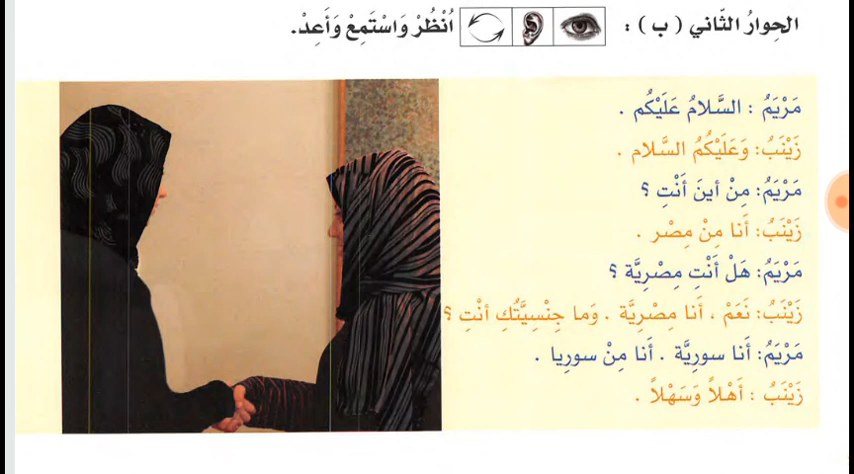 الحِوارُ الثّاني ( ب ) : اُنْظُرْ وَاسْتَمِعْ وَأَعِدْ.
مَرْيَمُ : السَّلامُ عَلَيْكُم .
زَيْنَبُ: وَعَلَيْكُمُ السَّلام .
مَرْيَمُ: مِنْ أينَ أَنْتِ ؟
زَيْنَبُ: أَنا مِنْ مِصْر .
مَرْيَمُ: هَلْ أَنْتِ مِصْرِيَّة ؟
زَيْنَبُ: نَعَمْ ، أَنا مِصْرِيَّة . وَما جِنْسِيَّتُكِ أنْتِ ؟
مَرْيَمُ: أَنا سورِيَّة . أَنا مِنْ سورِيا .
زَيْنَبُ : أَهْلاً وَسَهْلاً .